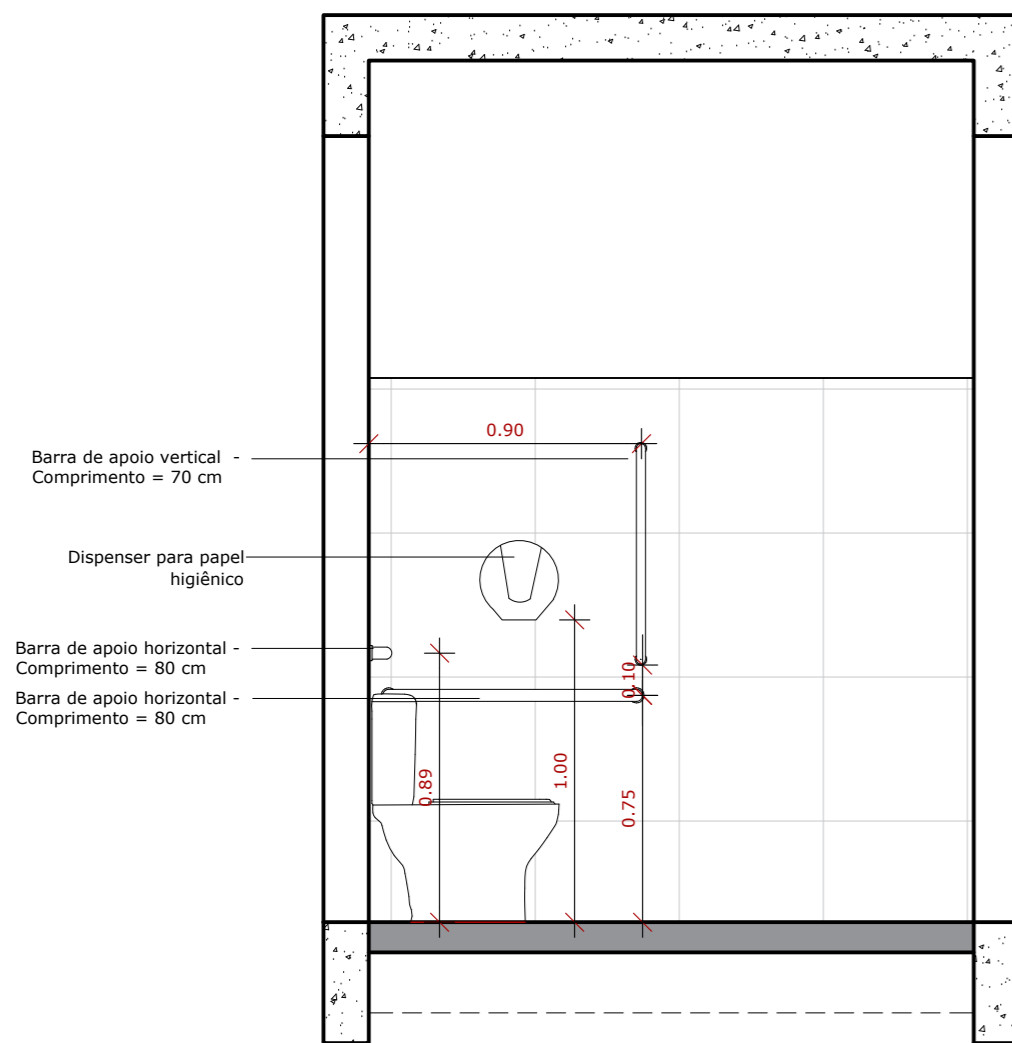 0.90
Barra de apoio vertical -
Comprimento = 70 cm
Dispenser para papel
higiênico
Barra de apoio horizontal -
Comprimento = 80 cm
0.10
Barra de apoio horizontal -
Comprimento = 80 cm
0.89
1.00
0.75